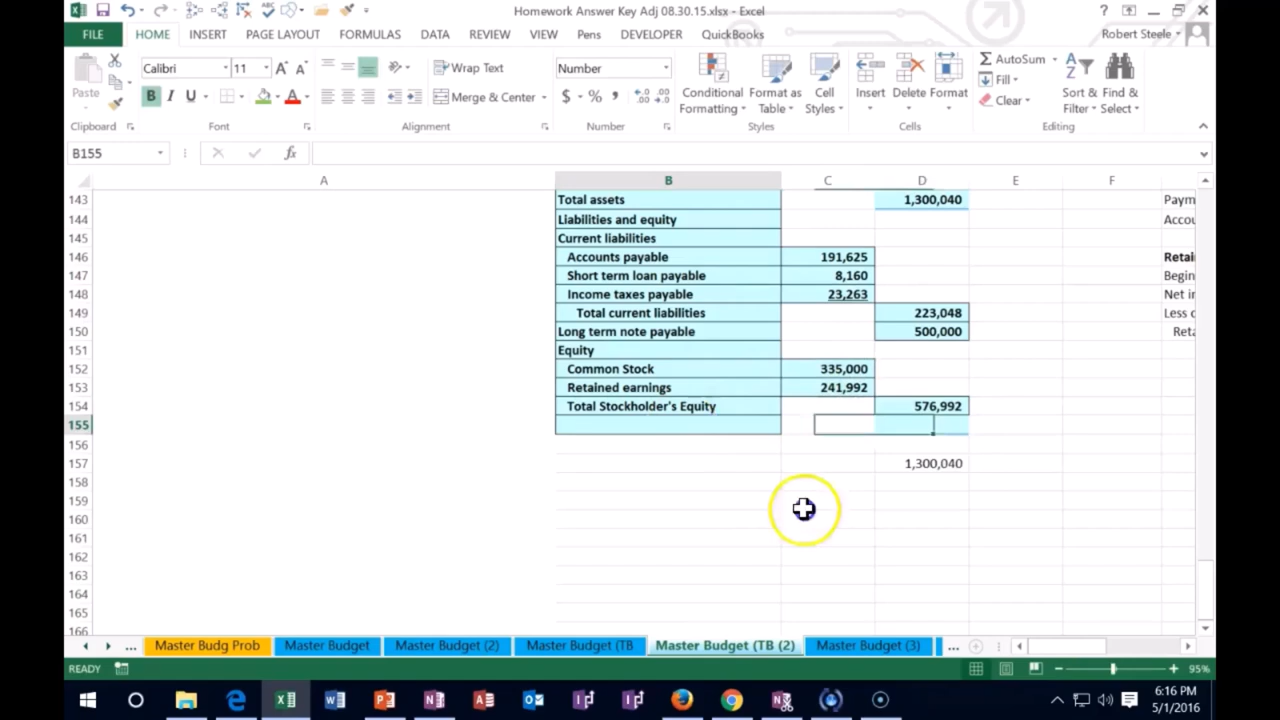 Homework Answer Key Adj 08.30.15.xlsx - Excel
FILE HOME INSERT PAGE LAYOUT FORMULAS DATA REVIEW VIEW Pens DEVELOPER QuickBooks Robert Steele
Calibri 11 Wrap Text Number AutoSum
Paste Merge & Center $ % Conditional Formatting Format as Table Cell Styles Insert Delete Format Fill Clear Sort & Filter Find & Select
Clipboard Font Alignment Number Styles Cells Editing
B155 fx
A B C D E F
143 Total assets 1,300,040 Paym
144 Liabilities and equity Accou
145 Current liabilities
146 Accounts payable 191,625 Retai
147 Short term loan payable 8,160 Begin
148 Income taxes payable 23,263 Net in
149 Total current liabilities 223,048 Less c
150 Long term note payable 500,000 Reta
151 Equity
152 Common Stock 335,000
153 Retained earnings 241,992
154 Total Stockholder's Equity 576,992
155
156
157 1,300,040
158
159
160
161
162
163
164
165
166
... Master Budg Prob Master Budget Master Budget (2) Master Budget (TB Master Budget (TB (2) Master Budget (3) ...
READY 95%
6:16 PM
5/1/2016